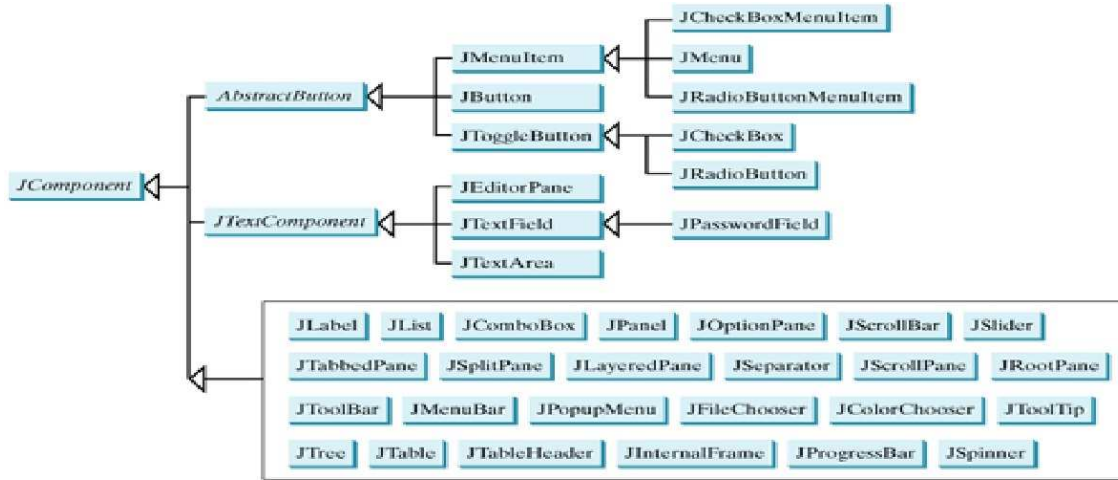 JCheckBoxMenuItem
JMenuItem
JMenu
AbstractButton
JButton
JRadioButtonMenuItem
JToggleButton
JCheckBox
JComponent
JRadioButton
JEditorPane
JTextComponent
JTextField
JPasswordField
JTextArea
JLabel JList JComboBox JPanel JOptionPane JScrollBar JSlider
JTabbedPane JSplitPane JLayeredPane JSeparator JScrollPane JRootPane
JToolBar JMenuBar JPopupMenu JFileChooser JColorChooser JToolTip
JTree JTable JTableHeader JInternalFrame JProgressBar JSpinner